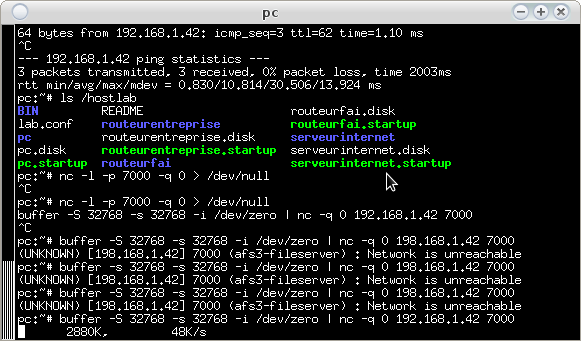 pc
64 bytes from 192.168.1.42: icmp_seq=3 ttl=62 time=1.10 ms
^C
--- 192.168.1.42 ping statistics ---
3 packets transmitted, 3 received, 0% packet loss, time 2003ms
rtt min/avg/max/mdev = 0.830/10.814/30.506/13.924 ms
pc:~# ls /hostlab
BIN README routeurfai.disk
lab.conf routeurentreprise routeurfai.startup
pc routeurentreprise.disk serveurinternet
pc.disk routeurentreprise.startup serveurinternet.disk
pc.startup routeurfai serveurinternet.startup
pc:~# nc -l -p 7000 -q 0 > /dev/null
^C
pc:~# nc -l -p 7000 -q 0 > /dev/null
buffer -S 32768 -s 32768 -i /dev/zero | nc -q 0 192.168.1.42 7000
^C
pc:~# buffer -S 32768 -s 32768 -i /dev/zero | nc -q 0 198.168.1.42 7000
(UNKNOWN) [198.168.1.42] 7000 (afs3-fileserver) : Network is unreachable
pc:~# buffer -S 32768 -s 32768 -i /dev/zero | nc -q 0 198.168.1.42 7000
(UNKNOWN) [198.168.1.42] 7000 (afs3-fileserver) : Network is unreachable
pc:~# buffer -S 32768 -s 32768 -i /dev/zero | nc -q 0 198.168.1.42 7000
(UNKNOWN) [198.168.1.42] 7000 (afs3-fileserver) : Network is unreachable
pc:~# buffer -S 32768 -s 32768 -i /dev/zero | nc -q 0 192.168.1.42 7000
2880K, 48K/s